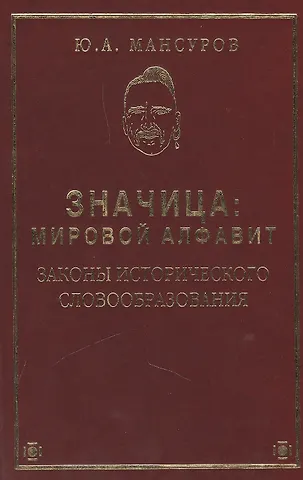 Ю.А. МАНСУРОВ
ЗНАЧИЦА:
МИРОВОЙ АЛФАВИТ
ЗАКОНЫ ИСТОРИЧЕСКОГО
СЛОВООБРАЗОВАНИЯ